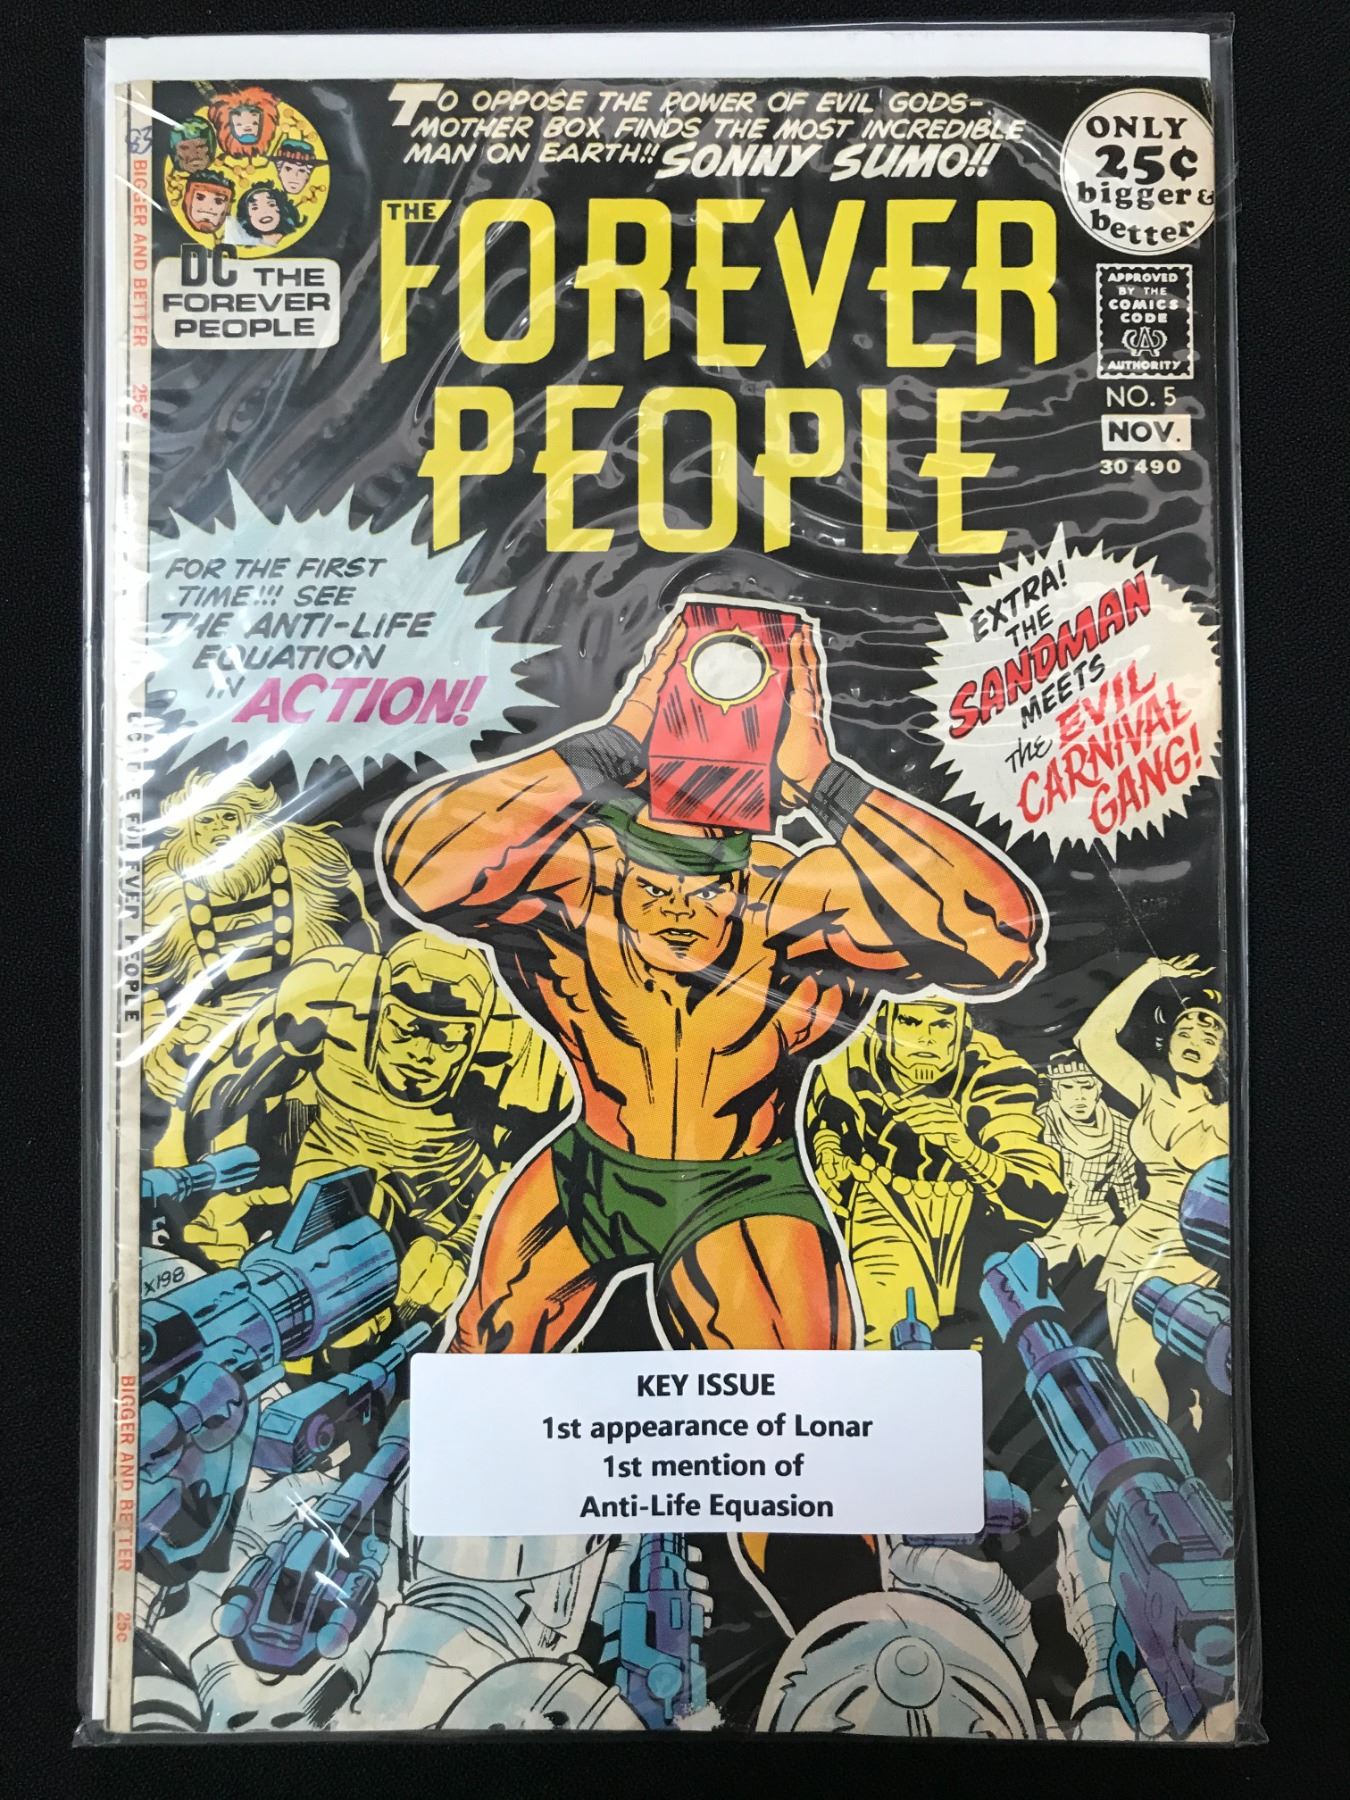 TO OPPOSE THE POWER OF EVIL GODS-
MOTHER BOX FINDS THE MOST INCREDIBLE
MAN ON EARTH!! SONNY SUMO!!
ONLY
25¢
bigger &
better
THE FOREVER
PEOPLE
DC THE
FOREVER
PEOPLE
APPROVED
BY THE
COMICS
CODE
CA
AUTHORITY
NO. 5
NOV.
30 490
BIGGER AND BETTER 25¢
FOR THE FIRST
TIME!!! SEE
THE ANTI-LIFE
EQUATION
IN ACTION!
EXTRA!
THE
SANDMAN
MEETS
the EVIL
CARNIVAL
GANG!
FOREVER PEOPLE
X198
BIGGER AND BETTER 25¢
KEY ISSUE
1st appearance of Lonar
1st mention of
Anti-Life Equasion